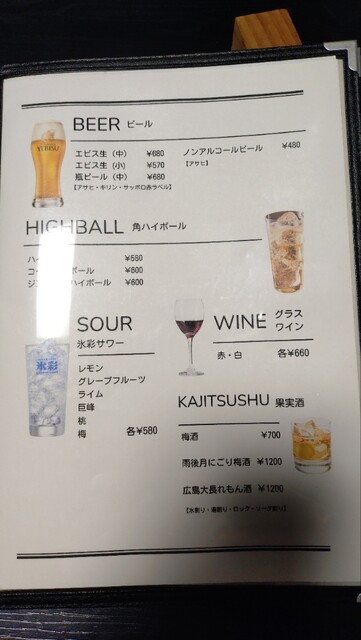 BEER ビール
ヱビス生（中） ¥680
ヱビス生（小） ¥570
瓶ビール（中） ¥680
【アサヒ・キリン・サッポロ赤ラベル】
ノンアルコールビール ¥480
【アサヒ】
YEBISU
HIGHBALL 角ハイボール
ハ ¥580
コ ボール ¥600
ジ ハイボール ¥600
SOUR
氷彩サワー
氷彩
レモン
グレープフルーツ
ライム
巨峰
桃
梅 各¥580
WINE グラスワイン
赤・白 各¥660
KAJITSUSHU 果実酒
梅酒 ¥700
雨後月にごり梅酒 ¥1200
広島大長れもん酒 ¥1200
【水割り・湯割り・ロック・ソーダ割り】